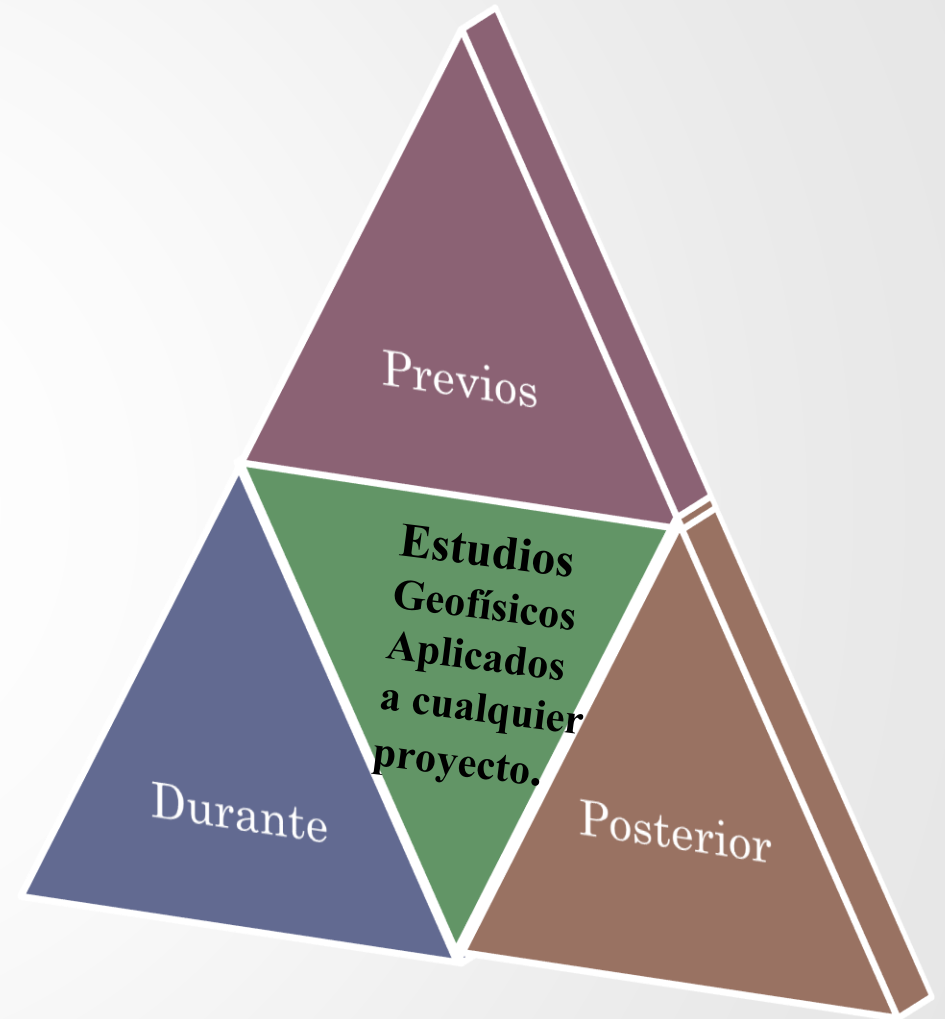 Previos
Estudios
Geofísicos
Aplicados
a cualquier
proyecto.
Durante
Posterior